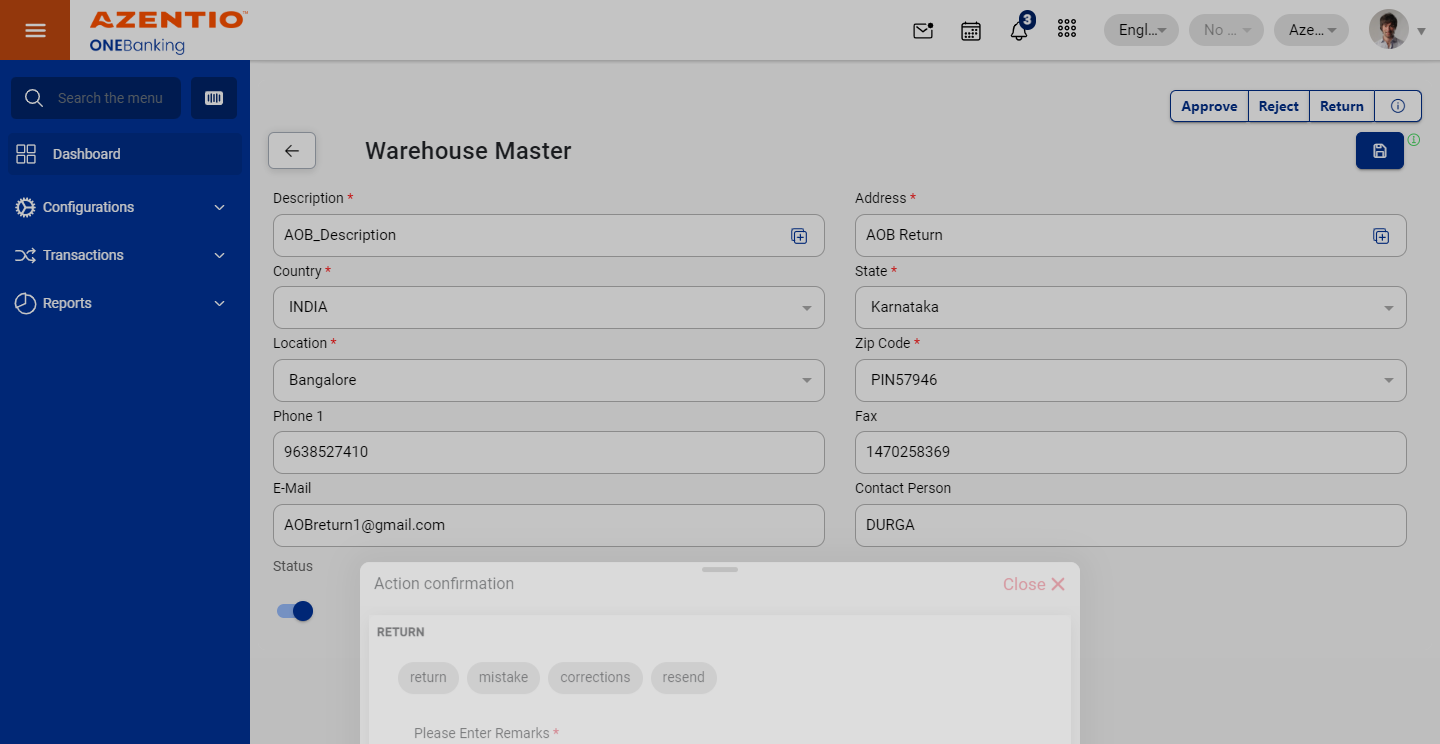 AZENTIO™
ONEBanking
3
Engl...
No ...
Aze...
Search the menu
Dashboard
Configurations
Transactions
Reports
Approve
Reject
Return
Warehouse Master
Description *
Address *
AOB_Description
AOB Return
Country *
State *
INDIA
Karnataka
Location *
Zip Code *
Bangalore
PIN57946
Phone 1
Fax
9638527410
1470258369
E-Mail
Contact Person
AOBreturn1@gmail.com
DURGA
Status
Action confirmation
Close
RETURN
return
mistake
corrections
resend
Please Enter Remarks *